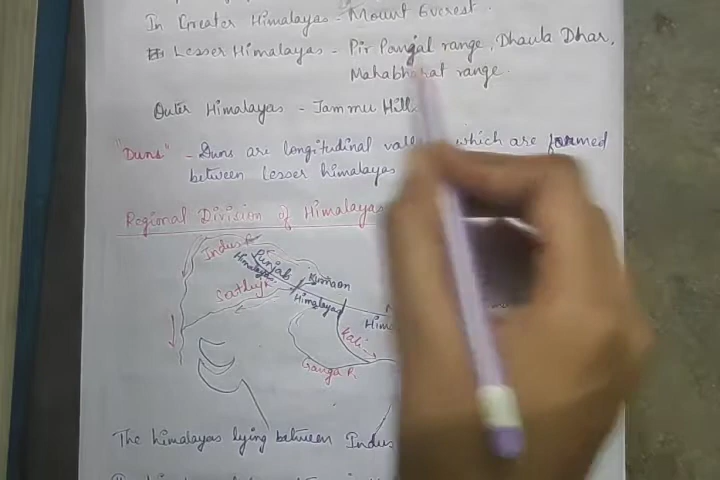 In Greater Himalayas - Mount Everest.
Lesser Himalayas - Pir Panjal range, Dhaula Dhar,
Mahabharat range.
Outer Himalayas - Jammu Hill
"Duns" - Duns are longitudinal which are formed
between Lesser himalayas
Regional Division of Himalayas
Indus R.
Punjab
Himalayas
Kumaon
Satluj
Himalayas
Kali
Ganga R.
The himalayas lying between Indus